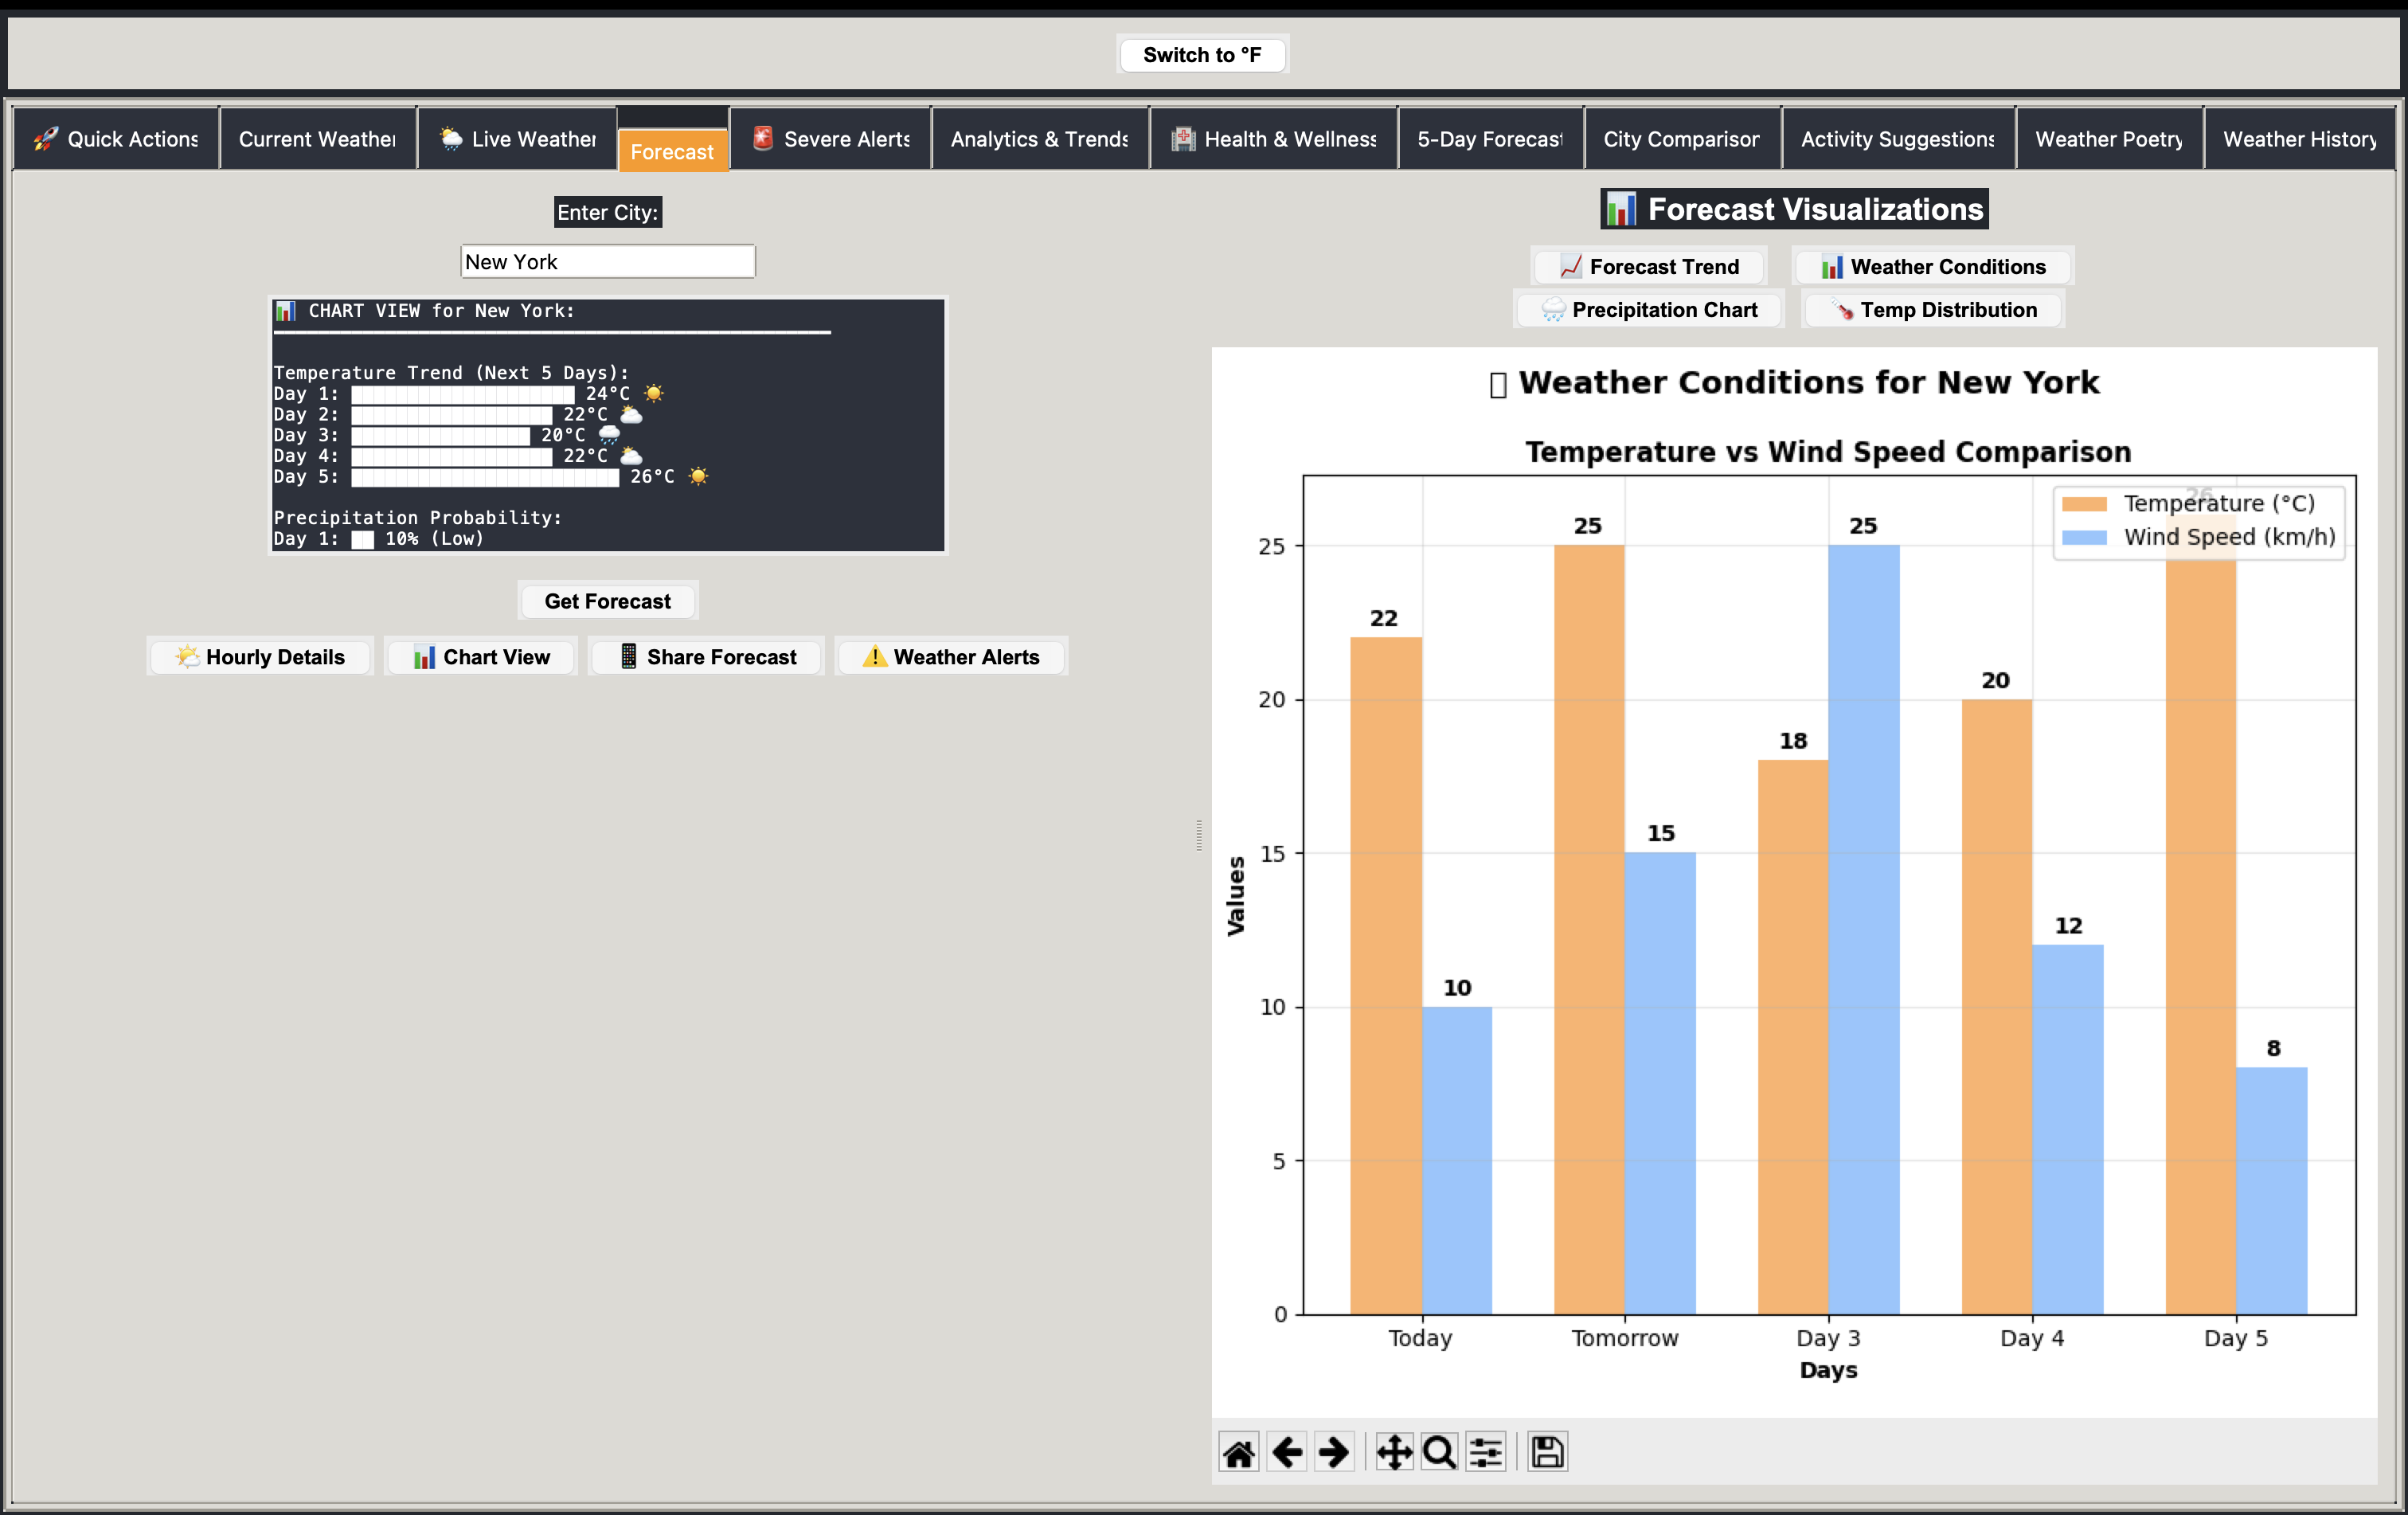 Switch to °F
🚀 Quick Actions
Current Weather
🌦 Live Weather
Forecast
🚨 Severe Alerts
Analytics & Trends
🏥 Health & Wellness
5-Day Forecast
City Comparison
Activity Suggestions
Weather Poetry
Weather History
Enter City:
New York
📊 CHART VIEW for New York:
Temperature Trend (Next 5 Days):
Day 1: ████████████████████ 24°C ☀️
Day 2: ██████████████████ 22°C 🌥
Day 3: ████████████████ 20°C 🌧
Day 4: ██████████████████ 22°C 🌥
Day 5: ████████████████████████ 26°C ☀️
Precipitation Probability:
Day 1: ██ 10% (Low)
Get Forecast
🌤 Hourly Details
📊 Chart View
📱 Share Forecast
⚠️ Weather Alerts
📊 Forecast Visualizations
📈 Forecast Trend
📊 Weather Conditions
🌧 Precipitation Chart
🌡 Temp Distribution
Weather Conditions for New York
Temperature vs Wind Speed Comparison
Temperature (°C)
Wind Speed (km/h)
Values
25
20
15
10
5
0
22
10
25
15
18
25
20
12
26
8
Today
Tomorrow
Day 3
Day 4
Day 5
Days